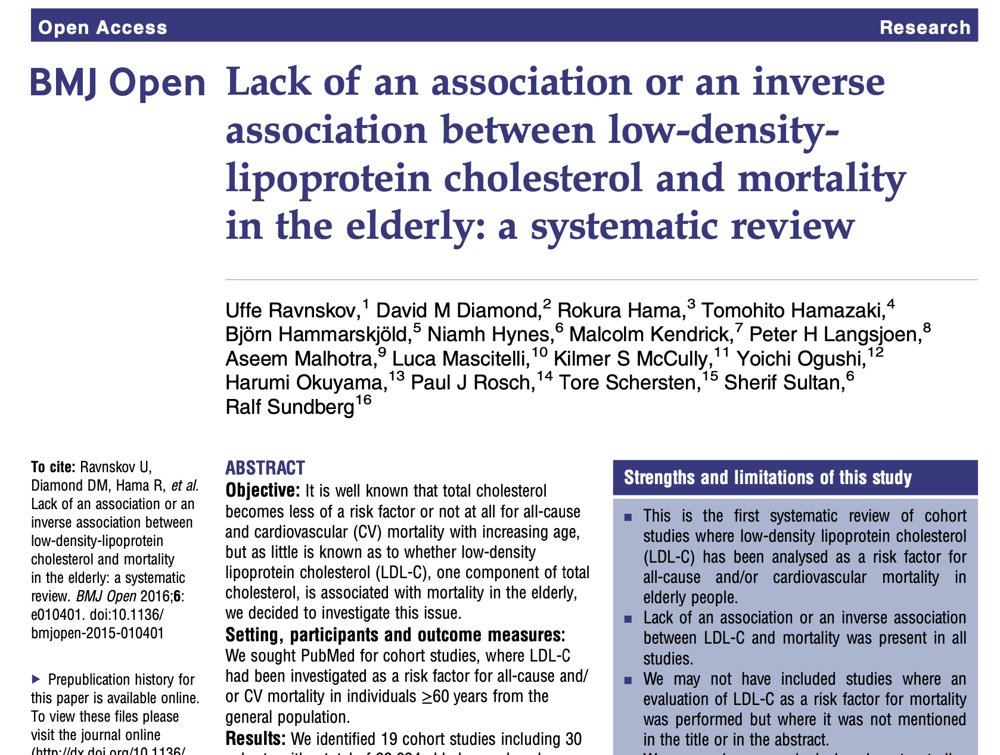 Open Access
Research
BMJ Open
Lack of an association or an inverse
association between low-density-
lipoprotein cholesterol and mortality
in the elderly: a systematic review
Uffe Ravnskov,1 David M Diamond,2 Rokura Hama,3 Tomohito Hamazaki,4
Björn Hammarskjöld,5 Niamh Hynes,6 Malcolm Kendrick,7 Peter H Langsjoen,8
Aseem Malhotra,9 Luca Mascitelli,10 Kilmer S McCully,11 Yoichi Ogushi,12
Harumi Okuyama,13 Paul J Rosch,14 Tore Schersten,15 Sherif Sultan,6
Ralf Sundberg16
To cite: Ravnskov U,
Diamond DM, Hama R, et al.
Lack of an association or an
inverse association between
low-density-lipoprotein
cholesterol and mortality
in the elderly: a systematic
review. BMJ Open 2016;6:
e010401. doi:10.1136/
bmjopen-2015-010401
▶ Prepublication history for
this paper is available online.
To view these files please
visit the journal online
(http://dx.doi.org/10.1136/
ABSTRACT
Objective: It is well known that total cholesterol
becomes less of a risk factor or not at all for all-cause
and cardiovascular (CV) mortality with increasing age,
but as little is known as to whether low-density
lipoprotein cholesterol (LDL-C), one component of total
cholesterol, is associated with mortality in the elderly,
we decided to investigate this issue.
Setting, participants and outcome measures:
We sought PubMed for cohort studies, where LDL-C
had been investigated as a risk factor for all-cause and/
or CV mortality in individuals ≥60 years from the
general population.
Results: We identified 19 cohort studies including 30
Strengths and limitations of this study
■ This is the first systematic review of cohort
studies where low-density lipoprotein cholesterol
(LDL-C) has been analysed as a risk factor for
all-cause and/or cardiovascular mortality in
elderly people.
■ Lack of an association or an inverse association
between LDL-C and mortality was present in all
studies.
■ We may not have included studies where an
evaluation of LDL-C as a risk factor for mortality
was performed but where it was not mentioned
in the title or in the abstract.